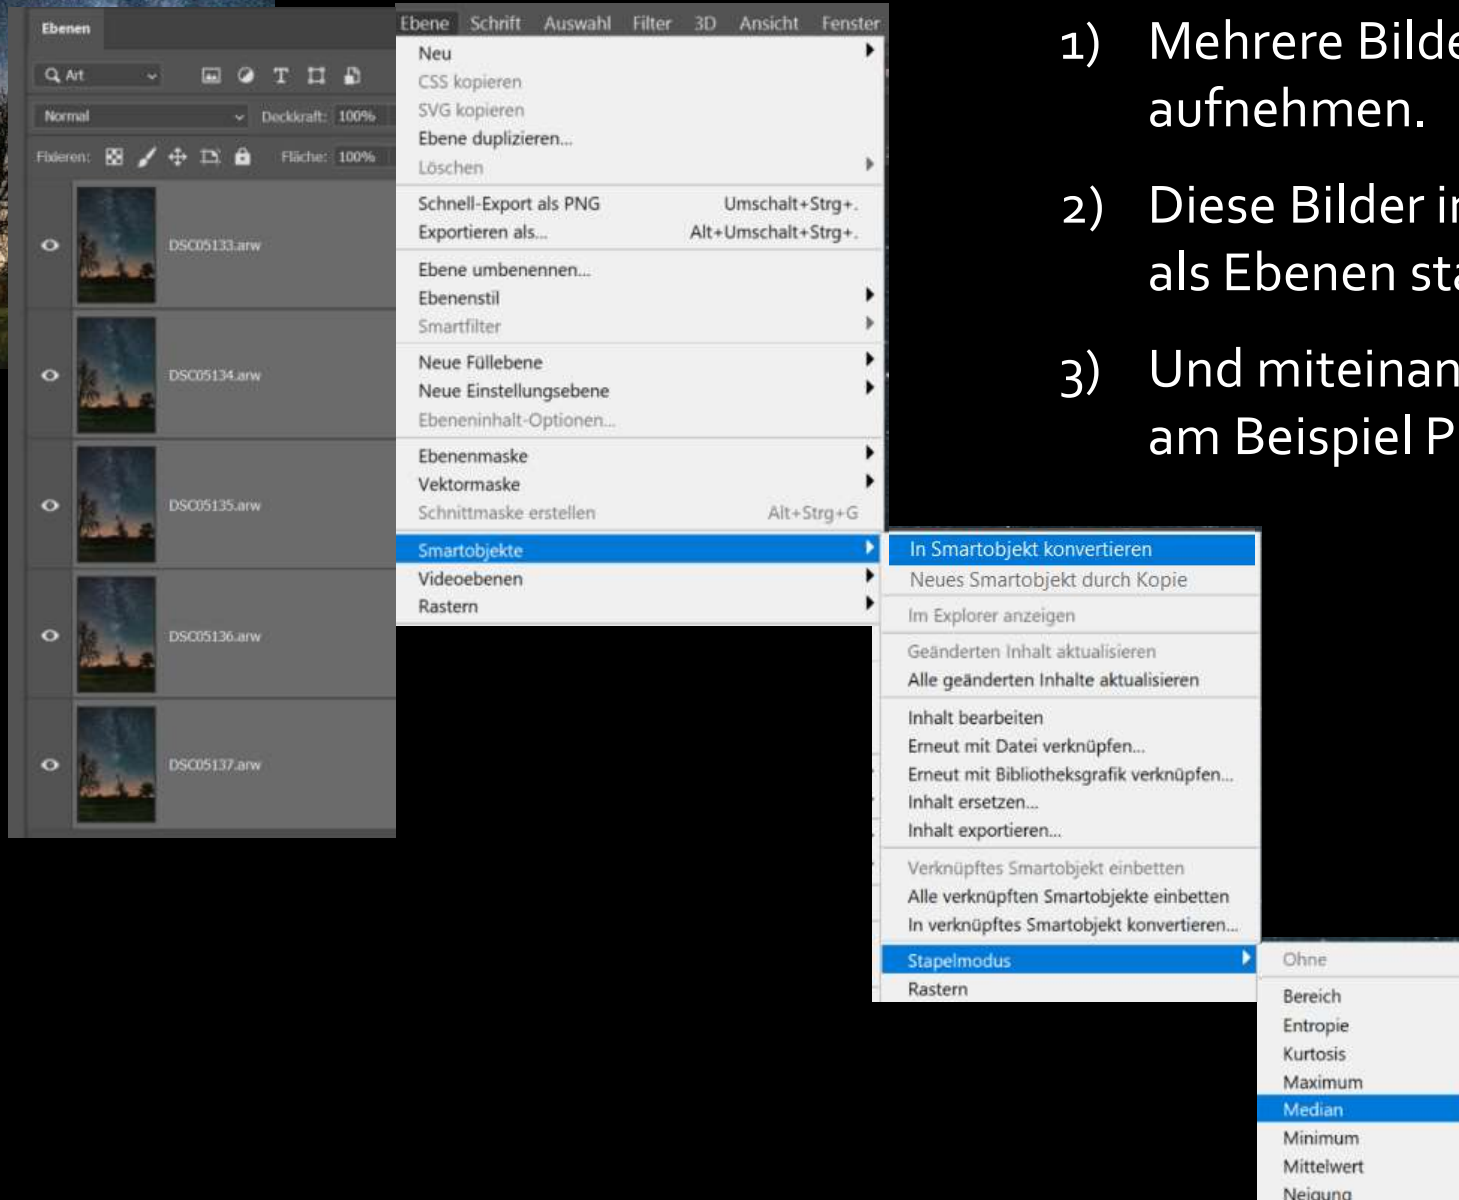 Ebenen
Art
Normal
Deckkraft: 100%
Fixieren:
Fläche: 100%
DSC05133.arw
DSC05134.arw
DSC05135.arw
DSC05136.arw
DSC05137.arw
Ebene Schrift Auswahl Filter 3D Ansicht Fenster
Neu
CSS kopieren
SVG kopieren
Ebene duplizieren...
Löschen
Schnell-Export als PNG Umschalt+Strg+.
Exportieren als... Alt+Umschalt+Strg+.
Ebene umbenennen...
Ebenenstil
Smartfilter
Neue Füllebene
Neue Einstellungsebene
Ebeneninhalt-Optionen...
Ebenenmaske
Vektormaske
Schnittmaske erstellen Alt+Strg+G
Smartobjekte
Videoebenen
Rastern
In Smartobjekt konvertieren
Neues Smartobjekt durch Kopie
Im Explorer anzeigen
Geänderten Inhalt aktualisieren
Alle geänderten Inhalte aktualisieren
Inhalt bearbeiten
Erneut mit Datei verknüpfen...
Erneut mit Bibliotheksgrafik verknüpfen...
Inhalt ersetzen...
Inhalt exportieren...
Verknüpftes Smartobjekt einbetten
Alle verknüpften Smartobjekte einbetten
In verknüpftes Smartobjekt konvertieren...
Stapelmodus
Rastern
Ohne
Bereich
Entropie
Kurtosis
Maximum
Median
Minimum
Mittelwert
Neigung
1) Mehrere Bilde
aufnehmen.
2) Diese Bilder i
als Ebenen sta
3) Und miteinan
am Beispiel P